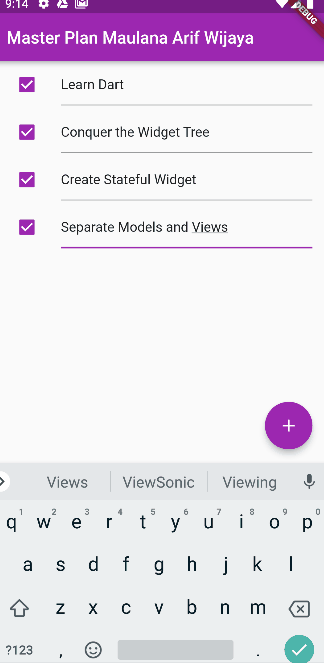 9:14
DEBUG
Master Plan Maulana Arif Wijaya
Learn Dart
Conquer the Widget Tree
Create Stateful Widget
Separate Models and Views
+
Views ViewSonic Viewing
1 2 3 4 5 6 7 8 9 0
q w e r t y u i o p
a s d f g h j k l
z x c v b n m
?123 , .